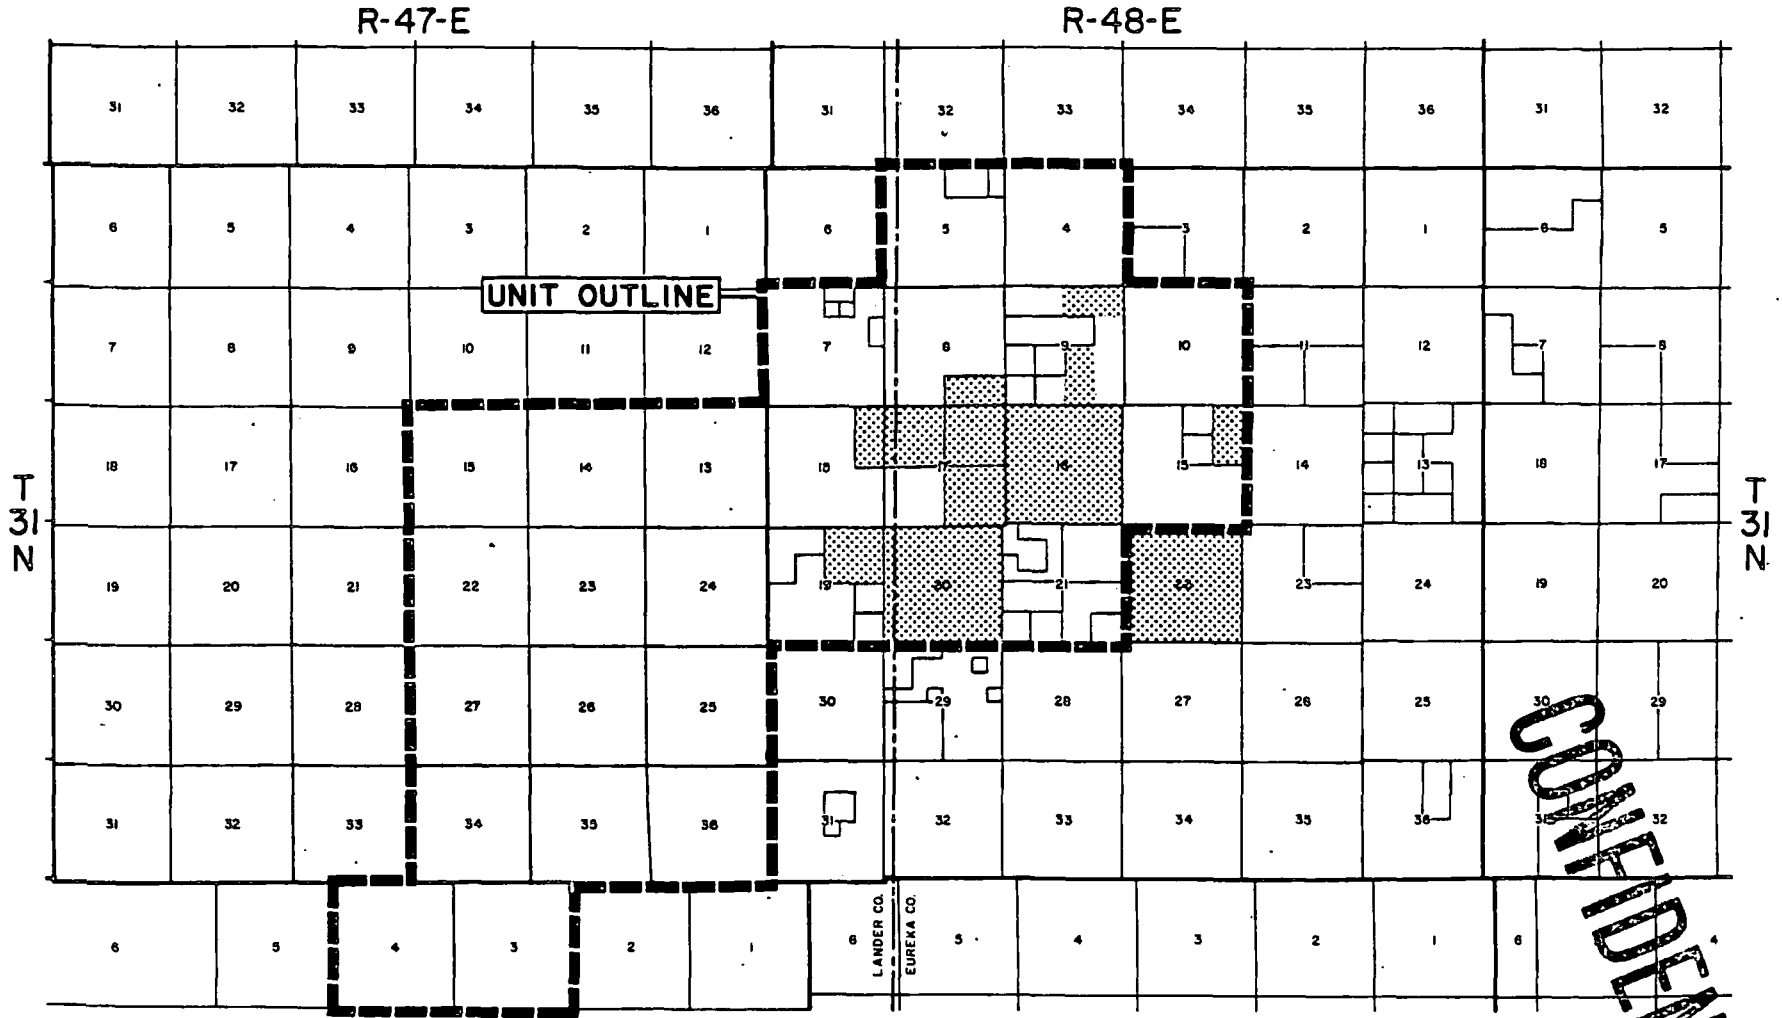 R-47-E R-48-E
31 32 33 34 35 36 31 32 33 34 35 36 31 32
6 5 4 3 2 1 6 5 4 3 2 1 6 5
UNIT OUTLINE
7 8 9 10 11 12 7 8 9 10 11 12 7 8
18 17 16 15 14 13 18 17 16 15 14 13 18 17
T 31 N
T 31 N
19 20 21 22 23 24 19 20 21 22 23 24 19 20
30 29 28 27 26 25 30 29 28 27 26 25 30 29
31 32 33 34 35 36 31 32 33 34 35 36 31 32
6 5 4 3 2 1 6 5 4 3 2 1 6 4
LANDER CO.
EUREKA CO.